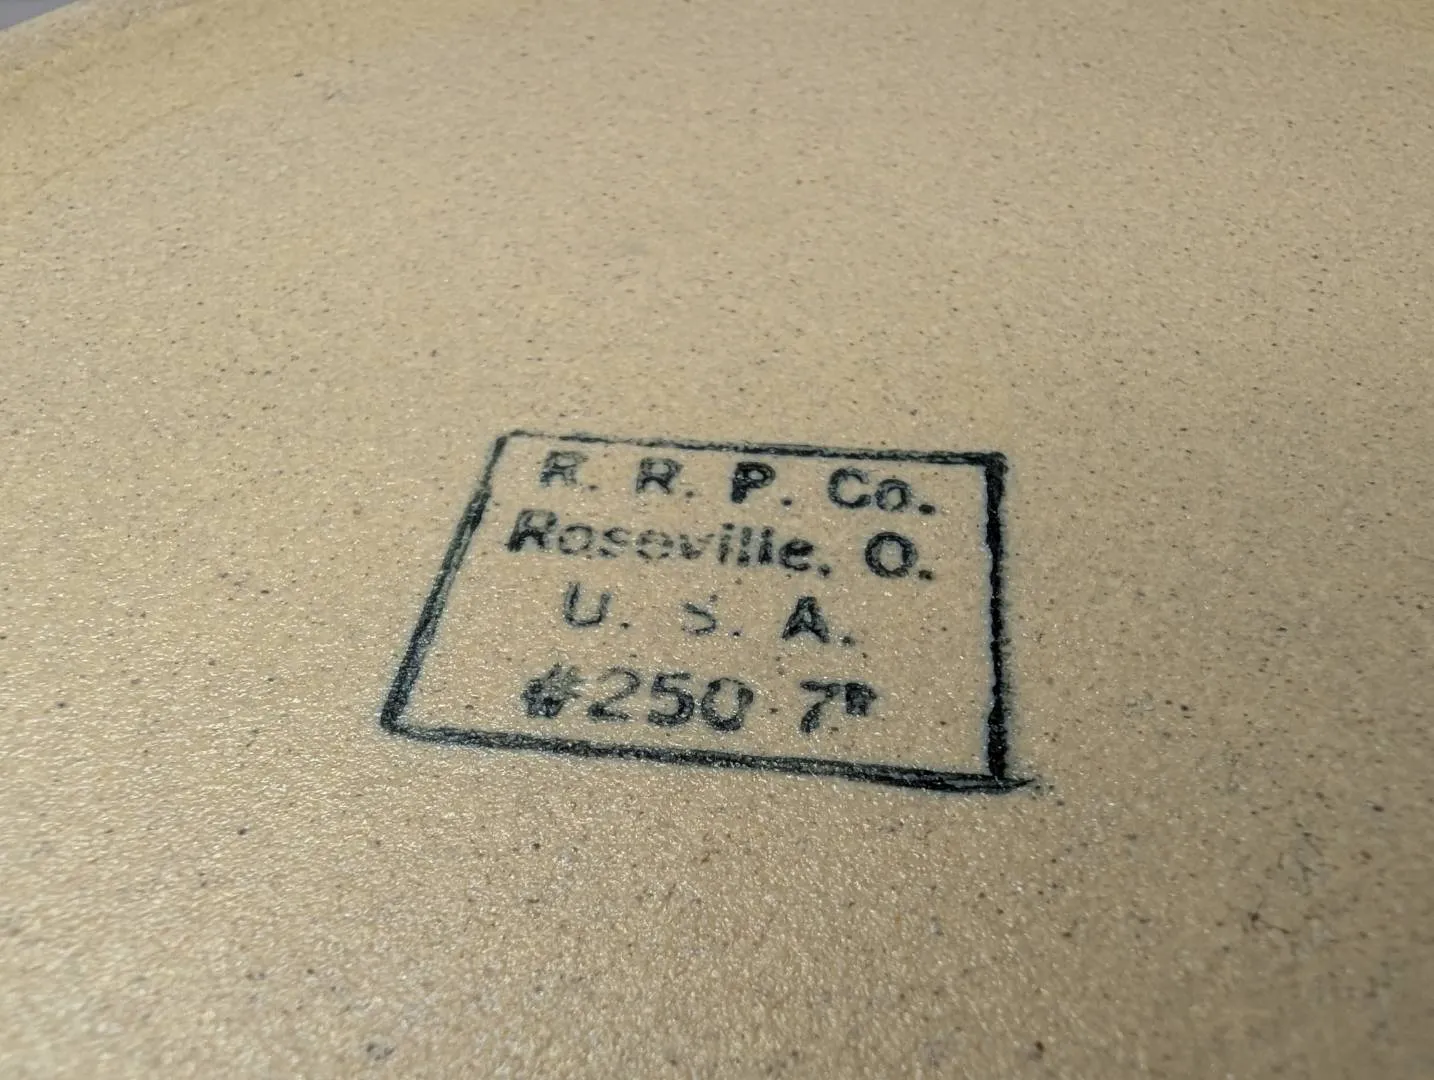 R. R. P. Co.
Roseville, O.
U. S. A.
#250-7"